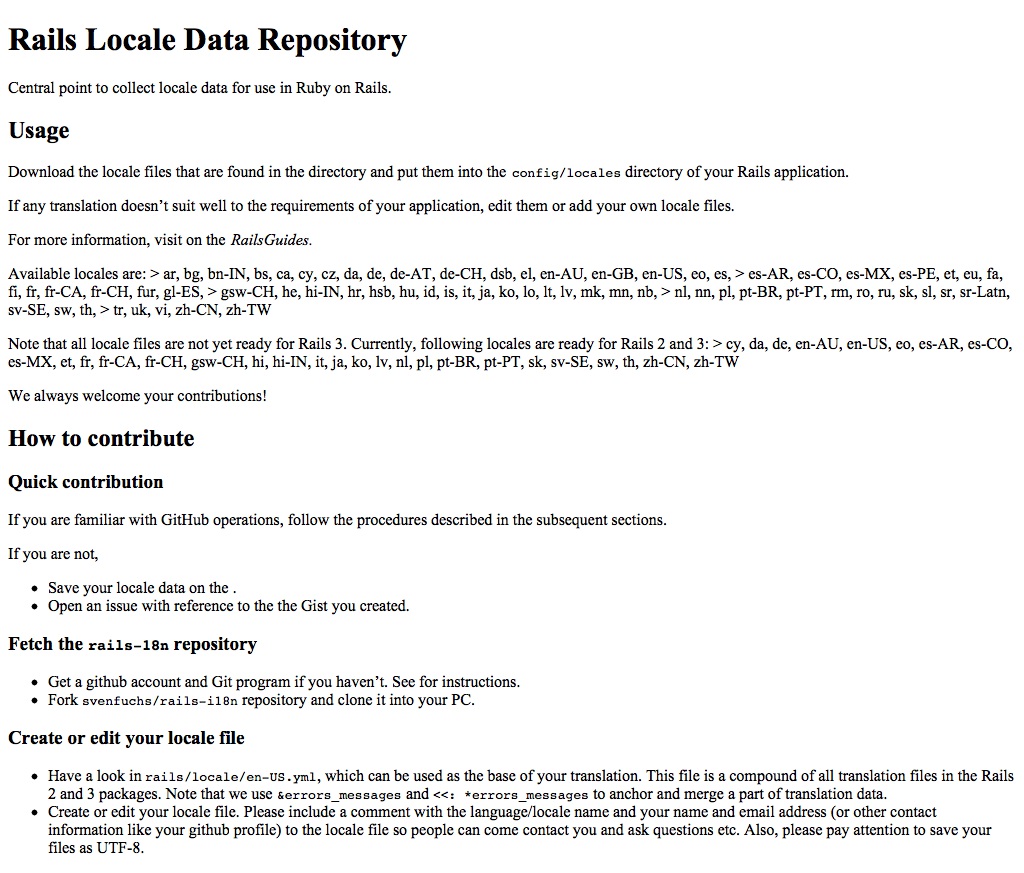 Rails Locale Data Repository
Central point to collect locale data for use in Ruby on Rails.
Usage
Download the locale files that are found in the directory and put them into the config/locales directory of your Rails application.
If any translation doesn’t suit well to the requirements of your application, edit them or add your own locale files.
For more information, visit on the RailsGuides.
Available locales are: > ar, bg, bn-IN, bs, ca, cy, cz, da, de, de-AT, de-CH, dsb, el, en-AU, en-GB, en-US, eo, es, > es-AR, es-CO, es-MX, es-PE, et, eu, fa,
fi, fr, fr-CA, fr-CH, fur, gl-ES, > gsw-CH, he, hi-IN, hr, hsb, hu, id, is, it, ja, ko, lo, lt, lv, mk, mn, nb, > nl, nn, pl, pt-BR, pt-PT, rm, ro, ru, sk, sl, sr, sr-Latn,
sv-SE, sw, th, > tr, uk, vi, zh-CN, zh-TW
Note that all locale files are not yet ready for Rails 3. Currently, following locales are ready for Rails 2 and 3: > cy, da, de, en-AU, en-US, eo, es-AR, es-CO,
es-MX, et, fr, fr-CA, fr-CH, gsw-CH, hi, hi-IN, it, ja, ko, lv, nl, pl, pt-BR, pt-PT, sk, sv-SE, sw, th, zh-CN, zh-TW
We always welcome your contributions!
How to contribute
Quick contribution
If you are familiar with GitHub operations, follow the procedures described in the subsequent sections.
If you are not,
• Save your locale data on the .
• Open an issue with reference to the the Gist you created.
Fetch the rails-18n repository
• Get a github account and Git program if you haven’t. See for instructions.
• Fork svenfuchs/rails-i18n repository and clone it into your PC.
Create or edit your locale file
• Have a look in rails/locale/en-US.yml, which can be used as the base of your translation. This file is a compound of all translation files in the Rails
2 and 3 packages. Note that we use &errors_messages and <<: *errors_messages to anchor and merge a part of translation data.
• Create or edit your locale file. Please include a comment with the language/locale name and your name and email address (or other contact
information like your github profile) to the locale file so people can come contact you and ask questions etc. Also, please pay attention to save your
files as UTF-8.